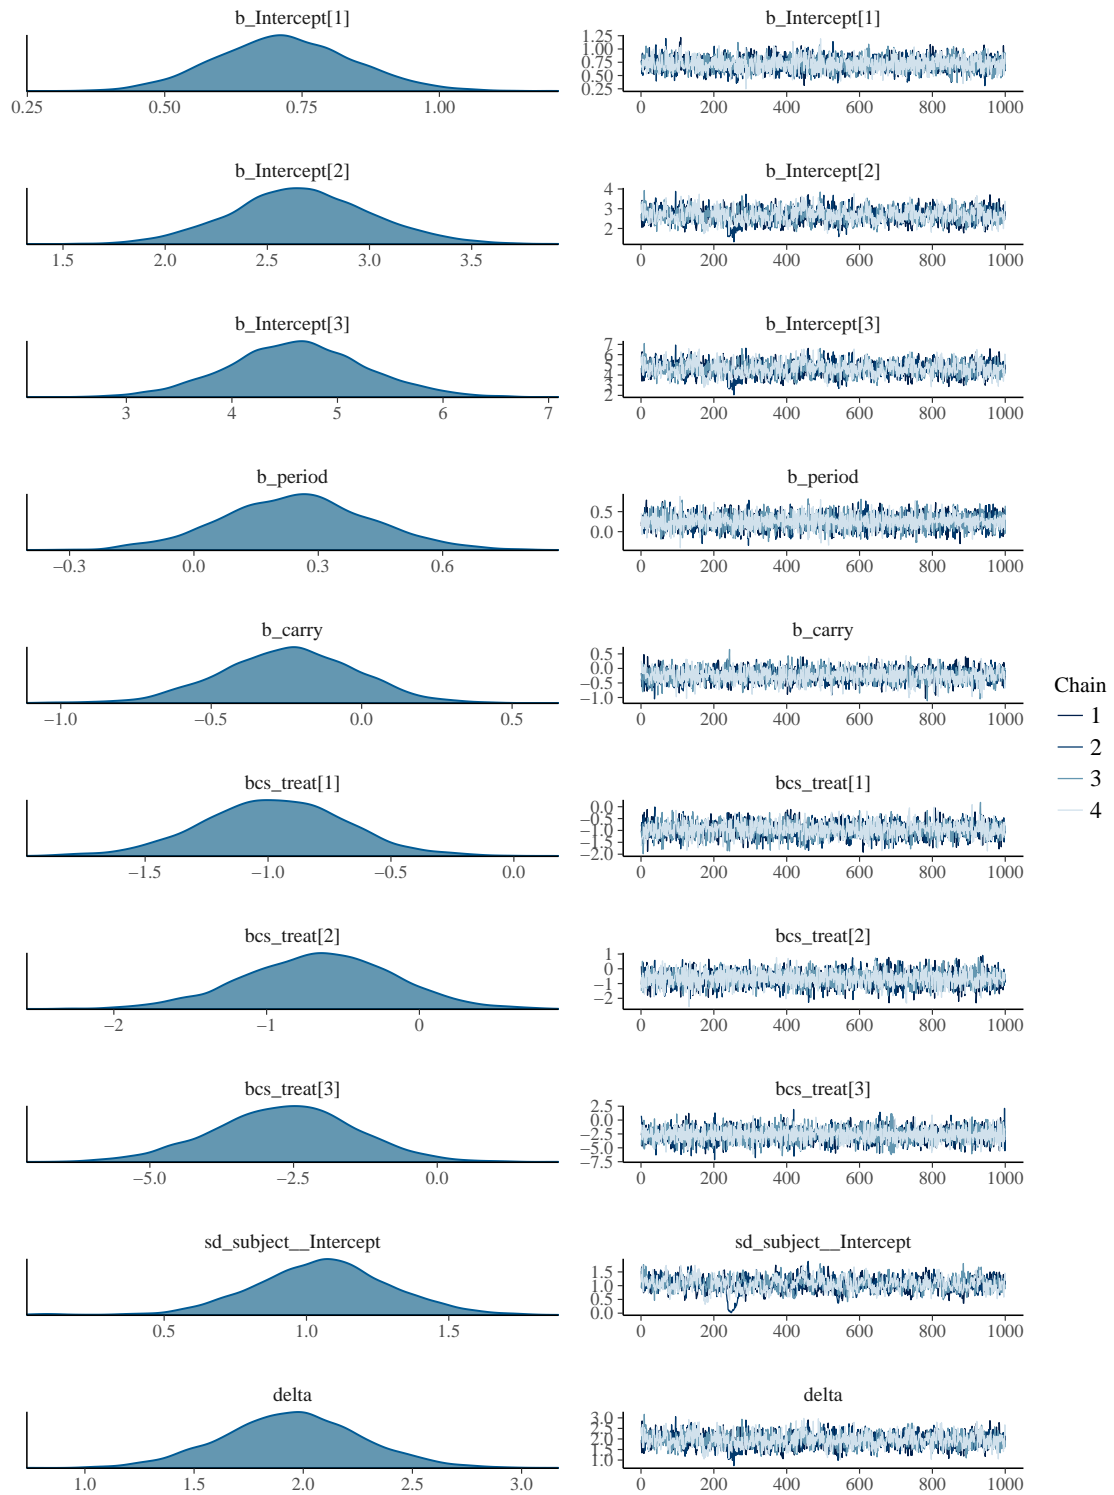 b_Intercept[1]
0.25 0.50 0.75 1.00
b_Intercept[1]
1.25
1.00
0.75
0.50
0.25
0 200 400 600 800 1000
b_Intercept[2]
1.5 2.0 2.5 3.0 3.5
b_Intercept[2]
4
3
2
0 200 400 600 800 1000
b_Intercept[3]
3 4 5 6 7
b_Intercept[3]
7
6
5
4
3
2
0 200 400 600 800 1000
b_period
−0.3 0.0 0.3 0.6
b_period
0.5
0.0
0 200 400 600 800 1000
b_carry
−1.0 −0.5 0.0 0.5
b_carry
0.5
0.0
−0.5
−1.0
0 200 400 600 800 1000
bcs_treat[1]
−1.5 −1.0 −0.5 0.0
bcs_treat[1]
0.0
−0.5
−1.0
−1.5
−2.0
0 200 400 600 800 1000
bcs_treat[2]
−2 −1 0
bcs_treat[2]
1
0
−1
−2
0 200 400 600 800 1000
bcs_treat[3]
−5.0 −2.5 0.0
bcs_treat[3]
2.5
0.0
−2.5
−5.0
−7.5
0 200 400 600 800 1000
sd_subject__Intercept
0.5 1.0 1.5
sd_subject__Intercept
1.5
1.0
0.5
0.0
0 200 400 600 800 1000
delta
1.0 1.5 2.0 2.5 3.0
delta
3.0
2.5
2.0
1.5
1.0
0 200 400 600 800 1000
Chain
1
2
3
4